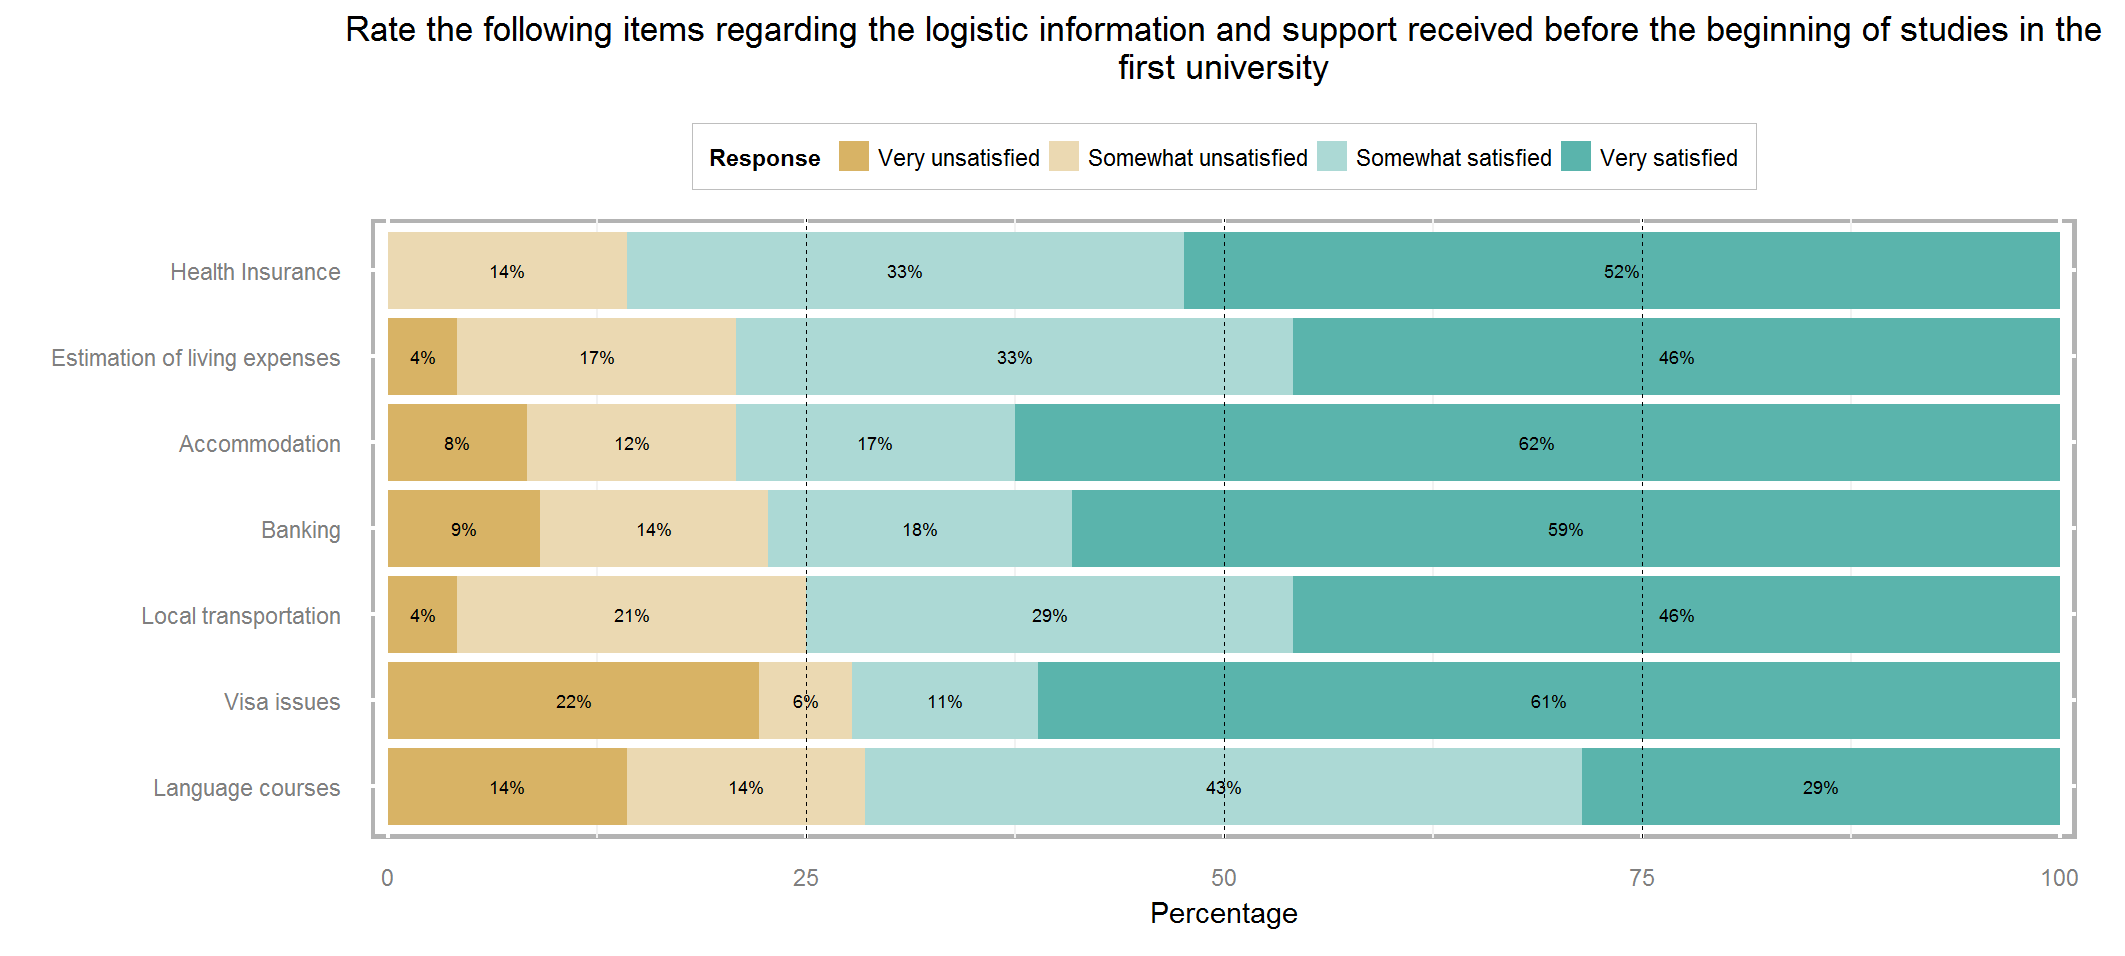 Rate the following items regarding the logistic information and support received before the beginning of studies in the
first university
Response Very unsatisfied Somewhat unsatisfied Somewhat satisfied Very satisfied
Health Insurance 14% 33% 52%
Estimation of living expenses 4% 17% 33% 46%
Accommodation 8% 12% 17% 62%
Banking 9% 14% 18% 59%
Local transportation 4% 21% 29% 46%
Visa issues 22% 6% 11% 61%
Language courses 14% 14% 43% 29%
0 25 50 75 100
Percentage